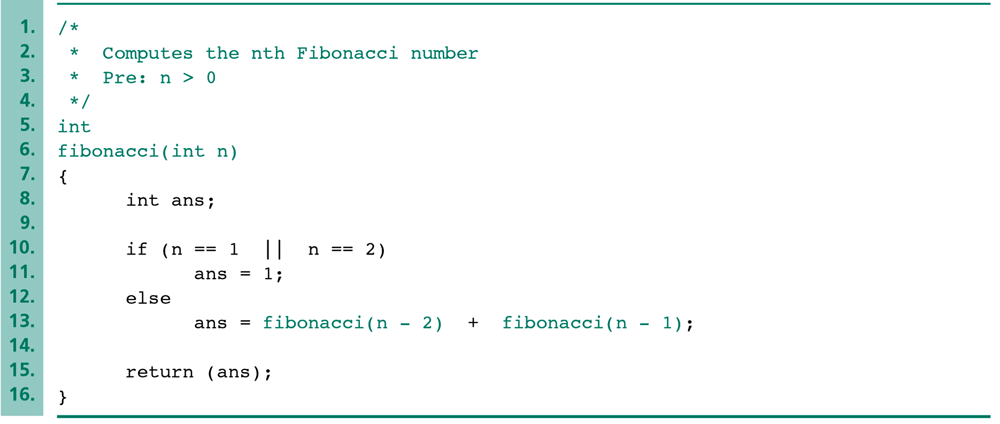 1. /*
2.  *  Computes the nth Fibonacci number
3.  *  Pre: n > 0
4.  */
5. int
6. fibonacci(int n)
7. {
8.       int ans;
9.
10.       if (n == 1  ||  n == 2)
11.             ans = 1;
12.       else
13.             ans = fibonacci(n - 2)  +  fibonacci(n - 1);
14.
15.       return (ans);
16. }